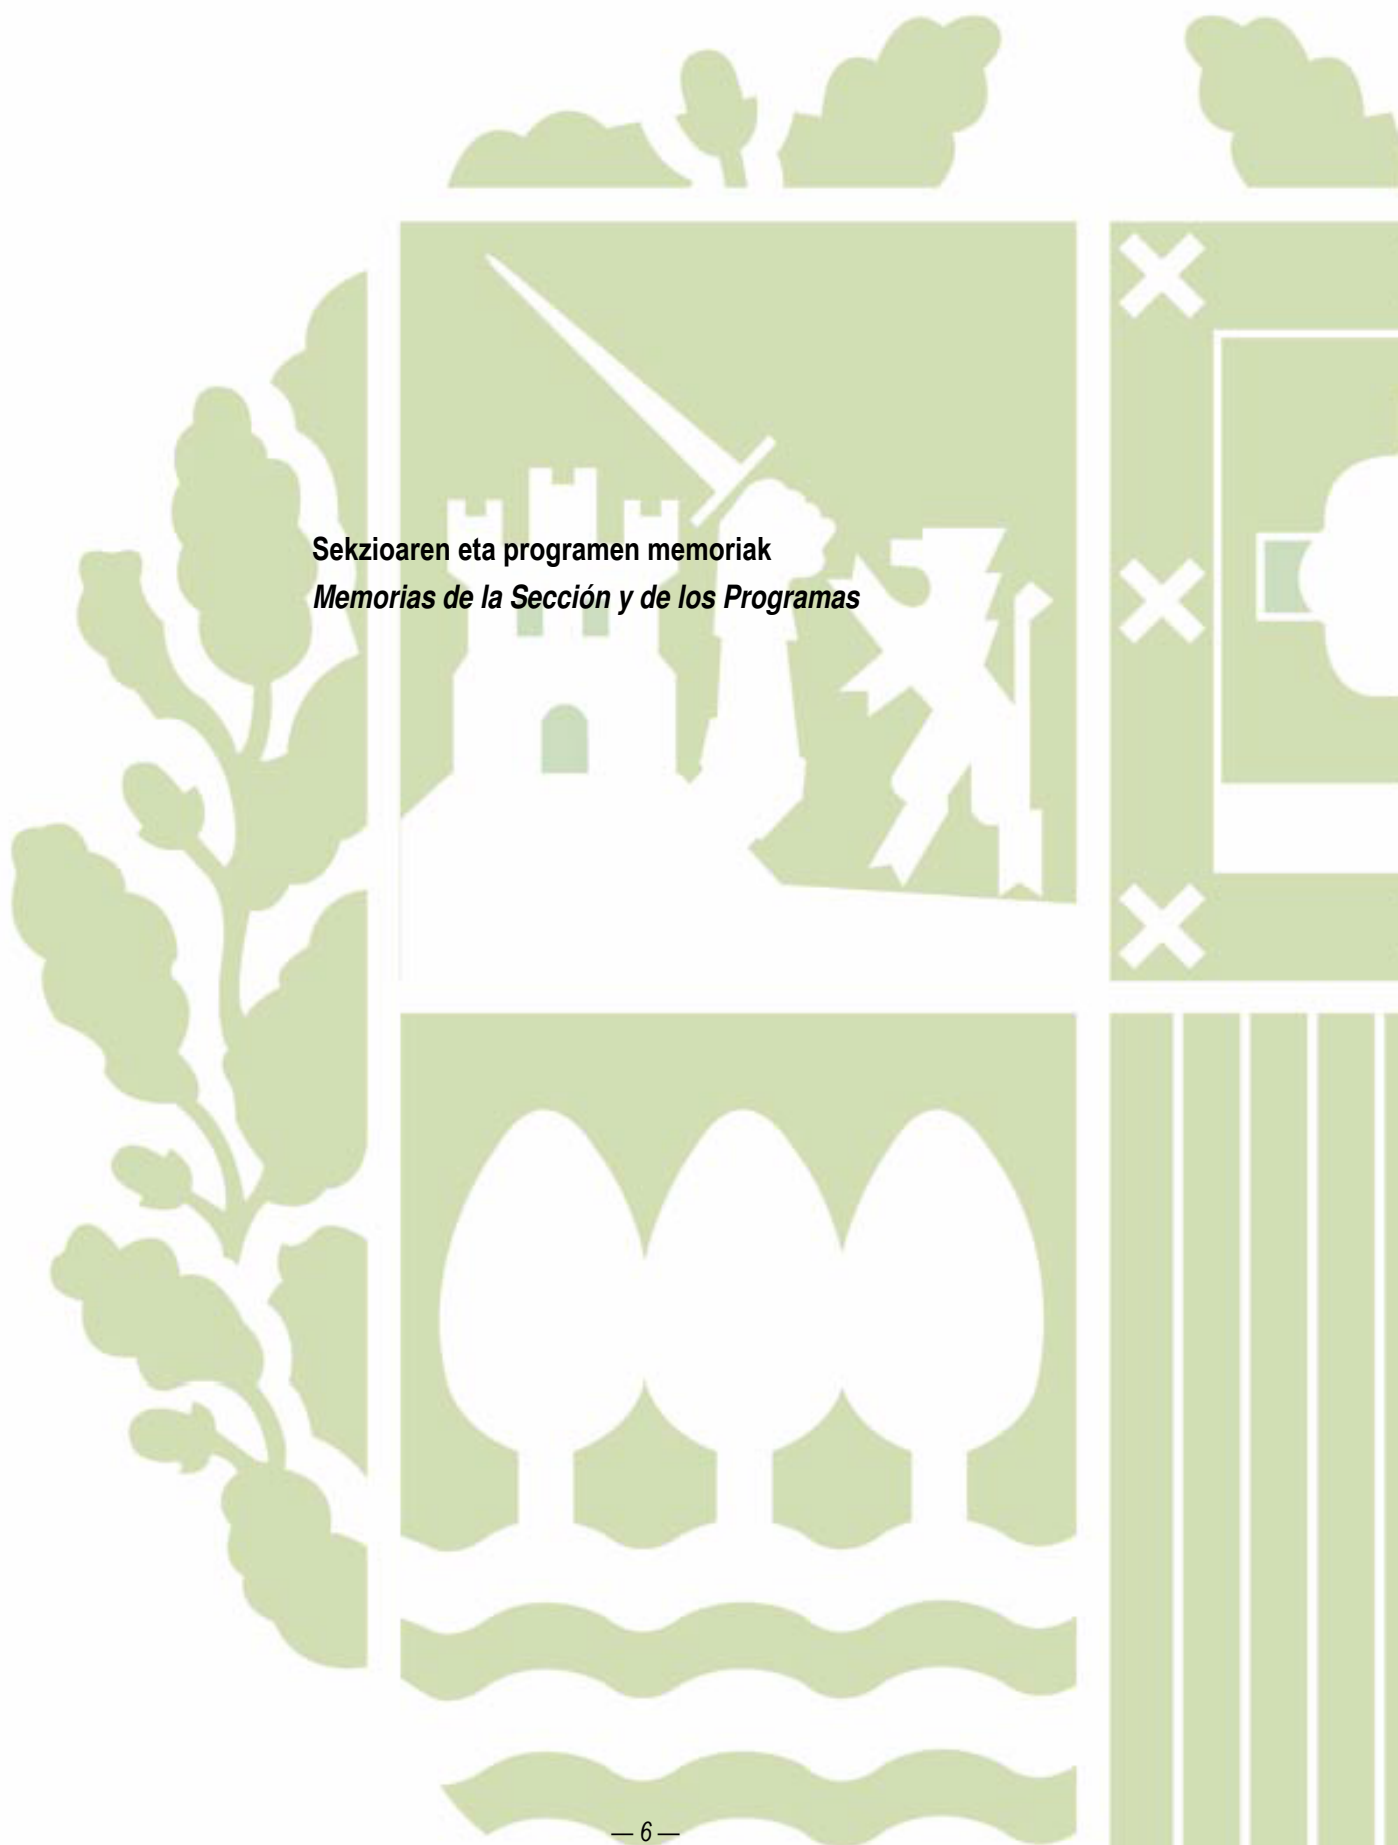 Sekzioaren eta programen memoriak
Memorias de la Sección y de los Programas
— 6 —